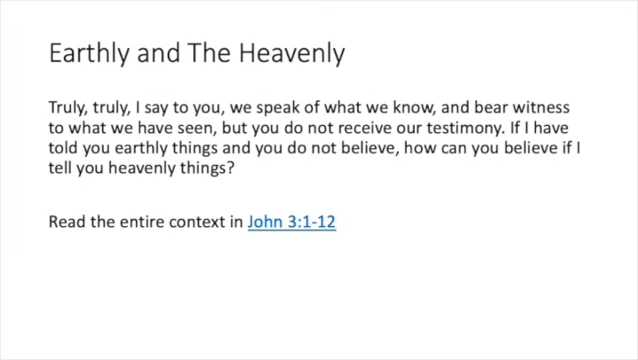 Earthly and The Heavenly
Truly, truly, I say to you, we speak of what we know, and bear witness
to what we have seen, but you do not receive our testimony. If I have
told you earthly things and you do not believe, how can you believe if I
tell you heavenly things?
Read the entire context in John 3:1-12